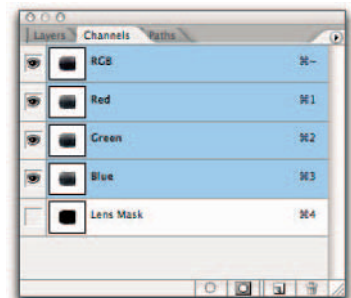 Layers Channels Paths
RGB ⌘~
Red ⌘1
Green ⌘2
Blue ⌘3
Lens Mask ⌘4